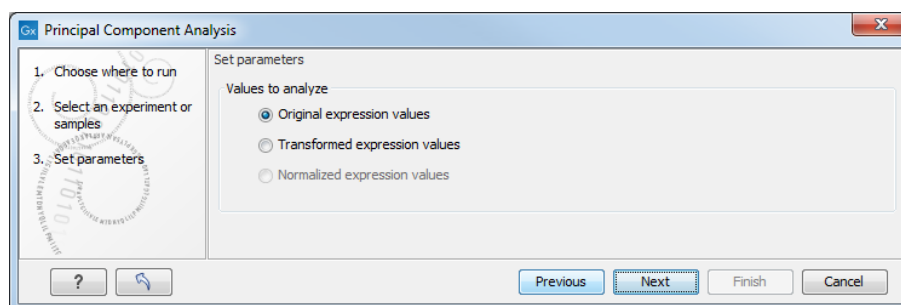 Gx Principal Component Analysis
1. Choose where to run
2. Select an experiment or
samples
3. Set parameters
Set parameters
Values to analyze
Original expression values
Transformed expression values
Normalized expression values
?
Previous
Next
Finish
Cancel